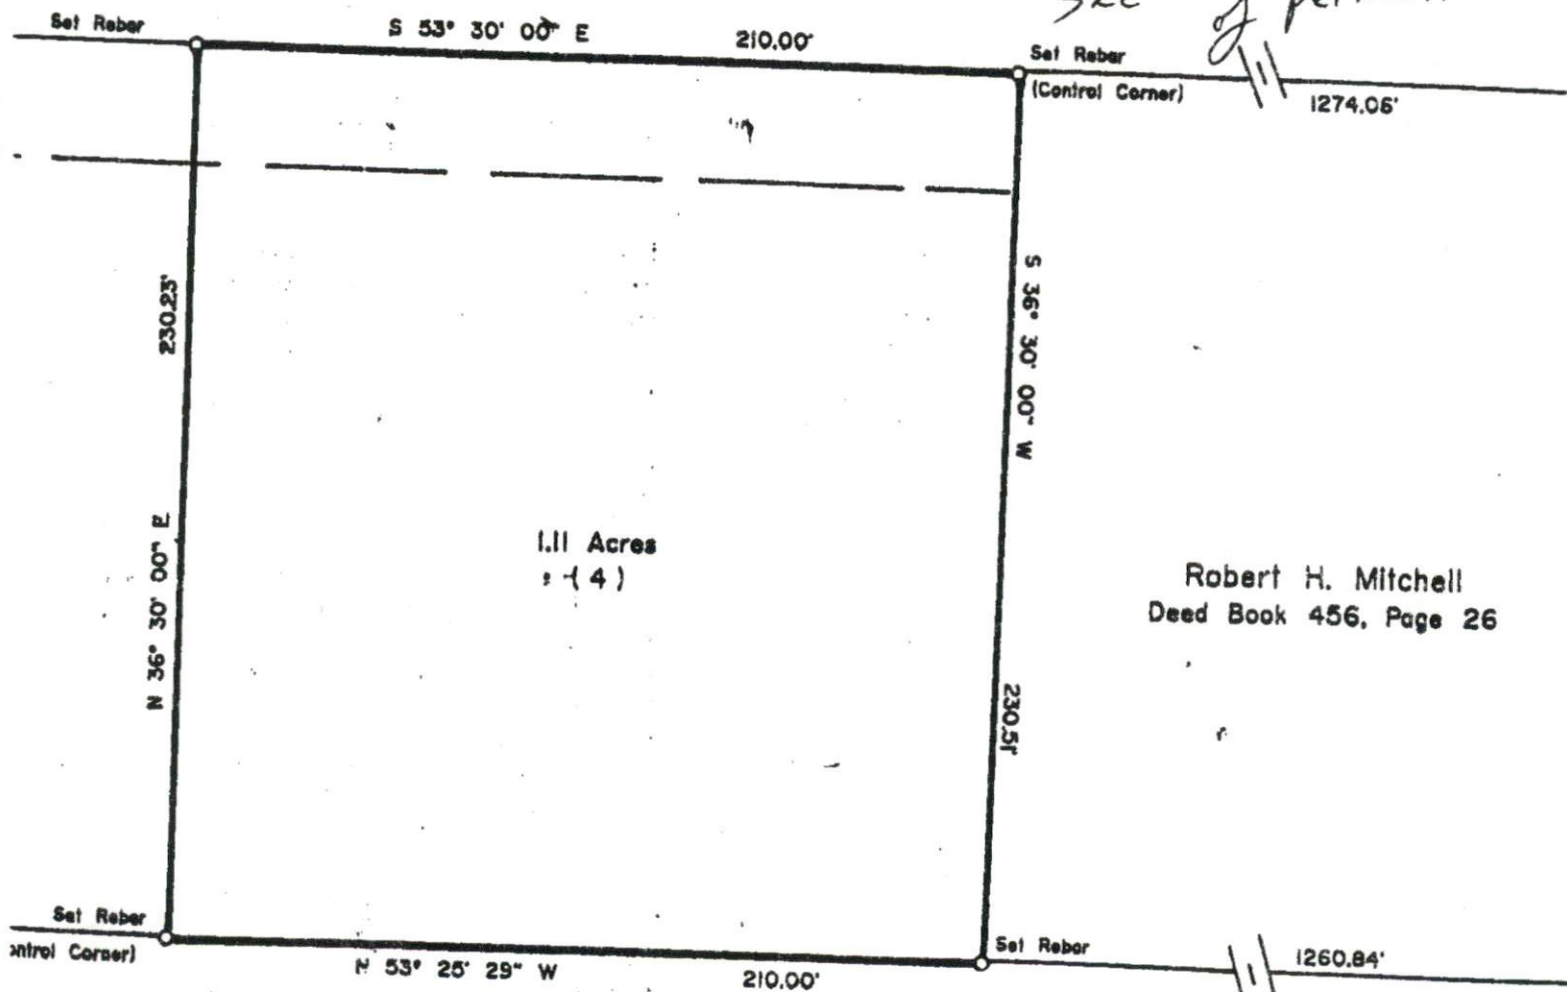 of
Set Rebar
S 53° 30' 00" E
210.00'
Set Rebar
(Control Corner)
1274.06'
230.23'
N 36° 30' 00" E
S 36° 30' 00" W
230.51'
1.11 Acres
(4)
Robert H. Mitchell
Deed Book 456, Page 26
Set Rebar
ontrol Corner)
N 53° 25' 29" W
210.00'
Set Rebar
1260.84'